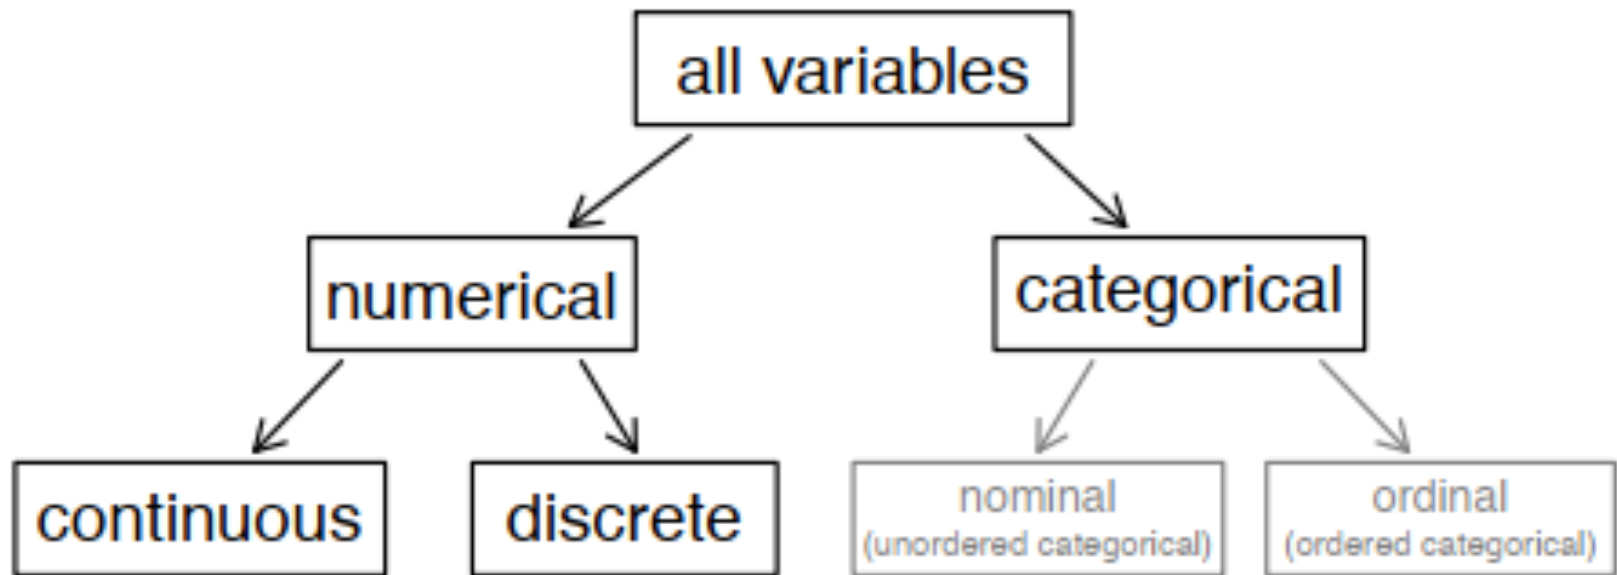 all variables
numerical
categorical
continuous
discrete
nominal
(unordered categorical)
ordinal
(ordered categorical)